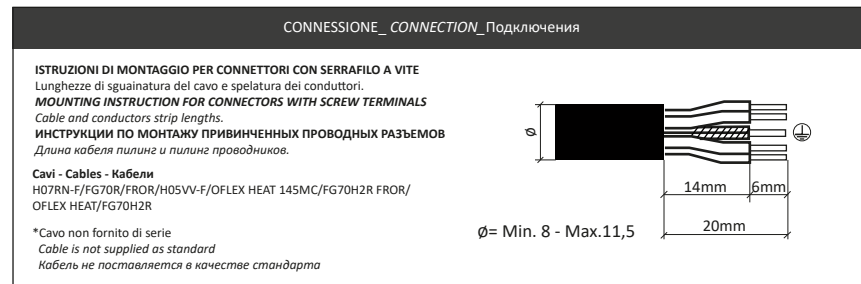 CONNESSIONE_ CONNECTION_Подключения
ISTRUZIONI DI MONTAGGIO PER CONNETTORI CON SERRAFILO A VITE
Lunghezze di sguainatura del cavo e spelatura dei conduttori.
MOUNTING INSTRUCTION FOR CONNECTORS WITH SCREW TERMINALS
Cable and conductors strip lengths.
ИНСТРУКЦИИ ПО МОНТАЖУ ПРИВИНЧЕННЫХ ПРОВОДНЫХ РАЗЪЕМОВ
Длина кабеля пилинг и пилинг проводников.
Cavi - Cables - Кабели
H07RN-F/FG70R/FROR/H05VV-F/OFLEX HEAT 145MC/FG70H2R FROR/
OFLEX HEAT/FG70H2R
*Cavo non fornito di serie
Cable is not supplied as standard
Кабель не поставляется в качестве стандарта
ø
14mm
6mm
20mm
ø= Min. 8 - Max.11,5